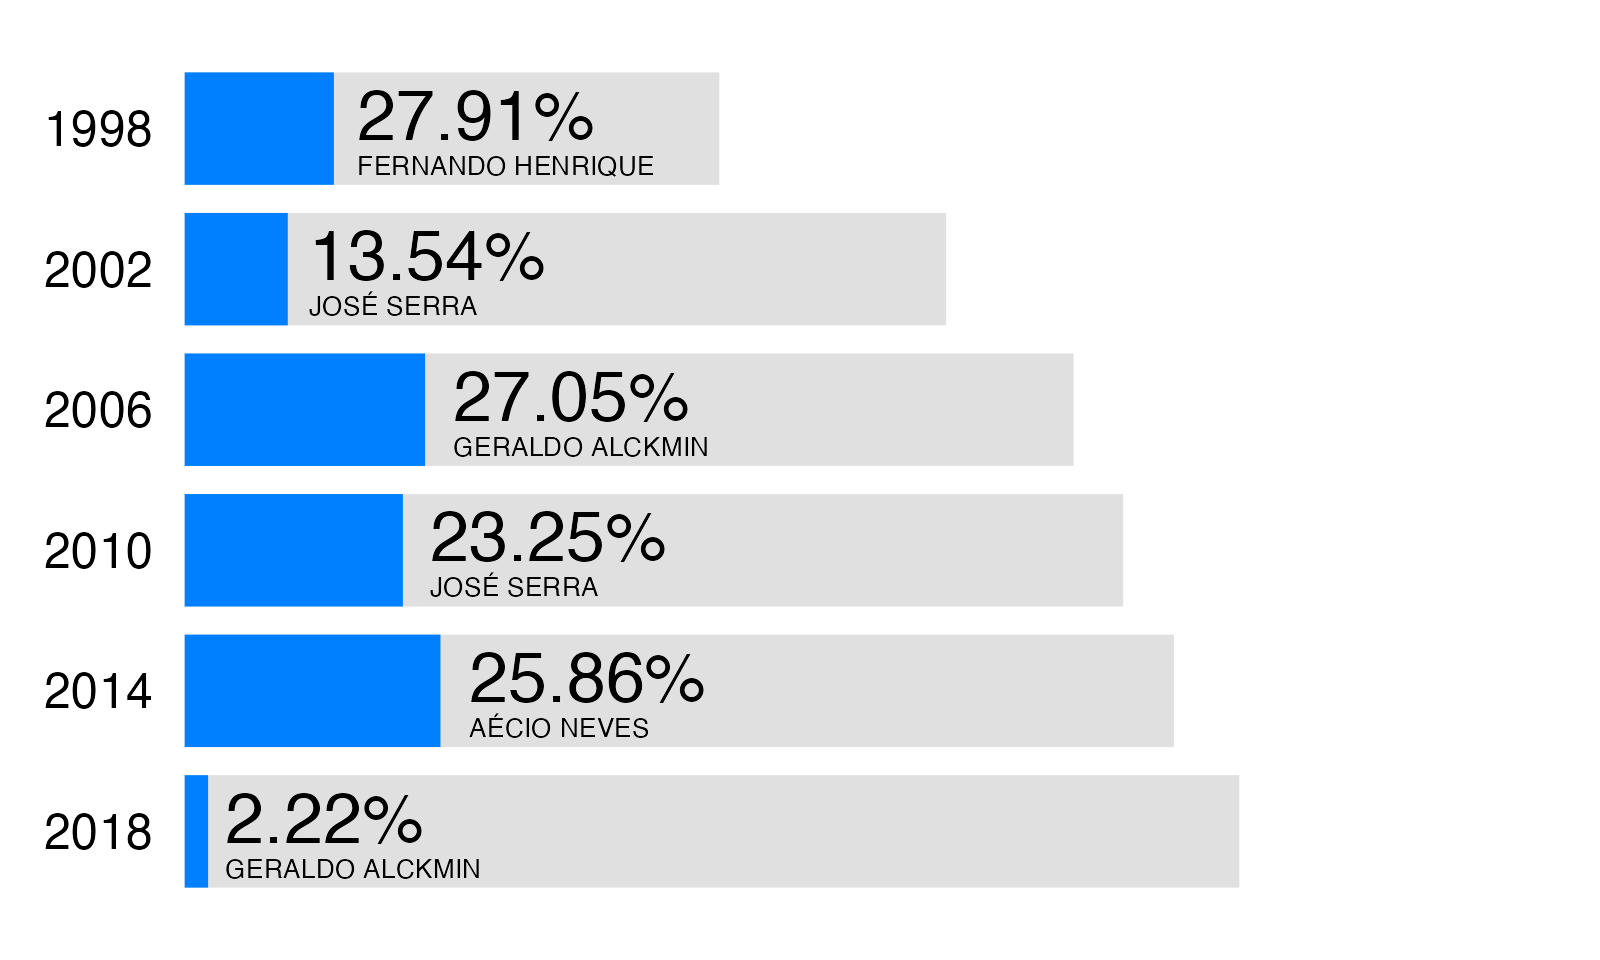 1998
27.91%
FERNANDO HENRIQUE
2002
13.54%
JOSÉ SERRA
2006
27.05%
GERALDO ALCKMIN
2010
23.25%
JOSÉ SERRA
2014
25.86%
AÉCIO NEVES
2018
2.22%
GERALDO ALCKMIN